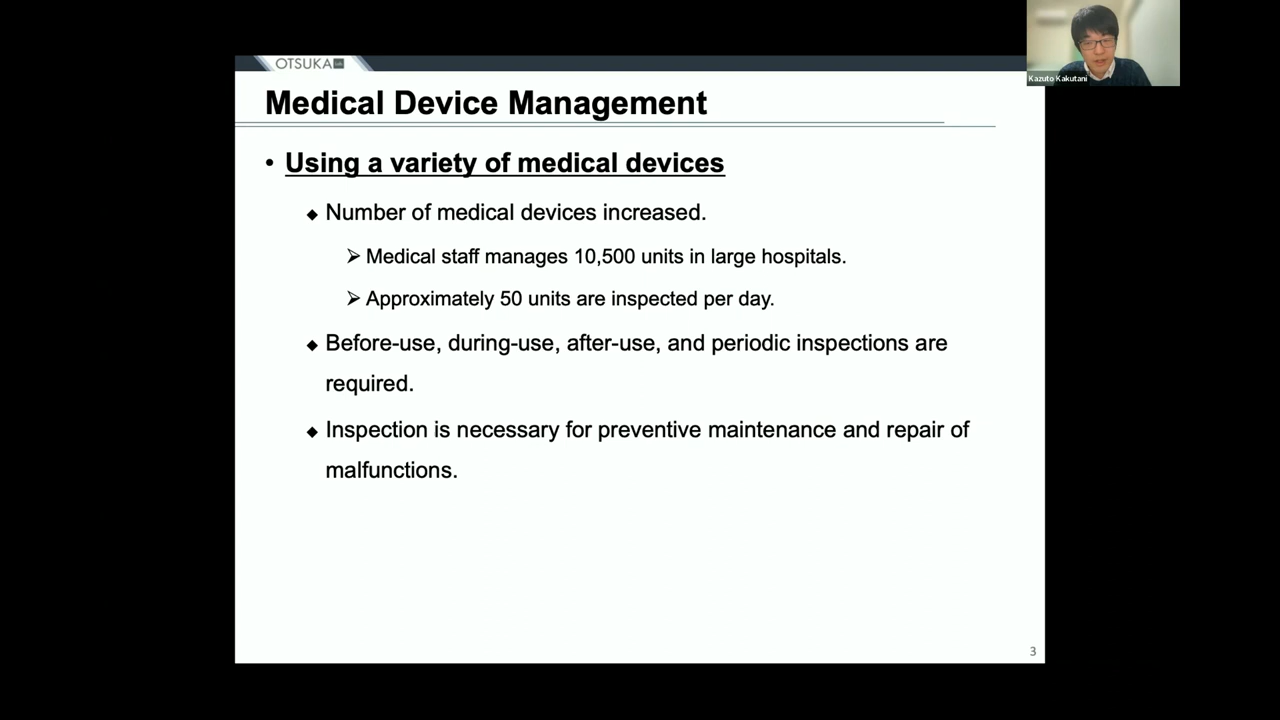 OTSUKA
Kazuto Kakutani
Medical Device Management
• Using a variety of medical devices
◆ Number of medical devices increased.
➢ Medical staff manages 10,500 units in large hospitals.
➢ Approximately 50 units are inspected per day.
◆ Before-use, during-use, after-use, and periodic inspections are
required.
◆ Inspection is necessary for preventive maintenance and repair of
malfunctions.
3